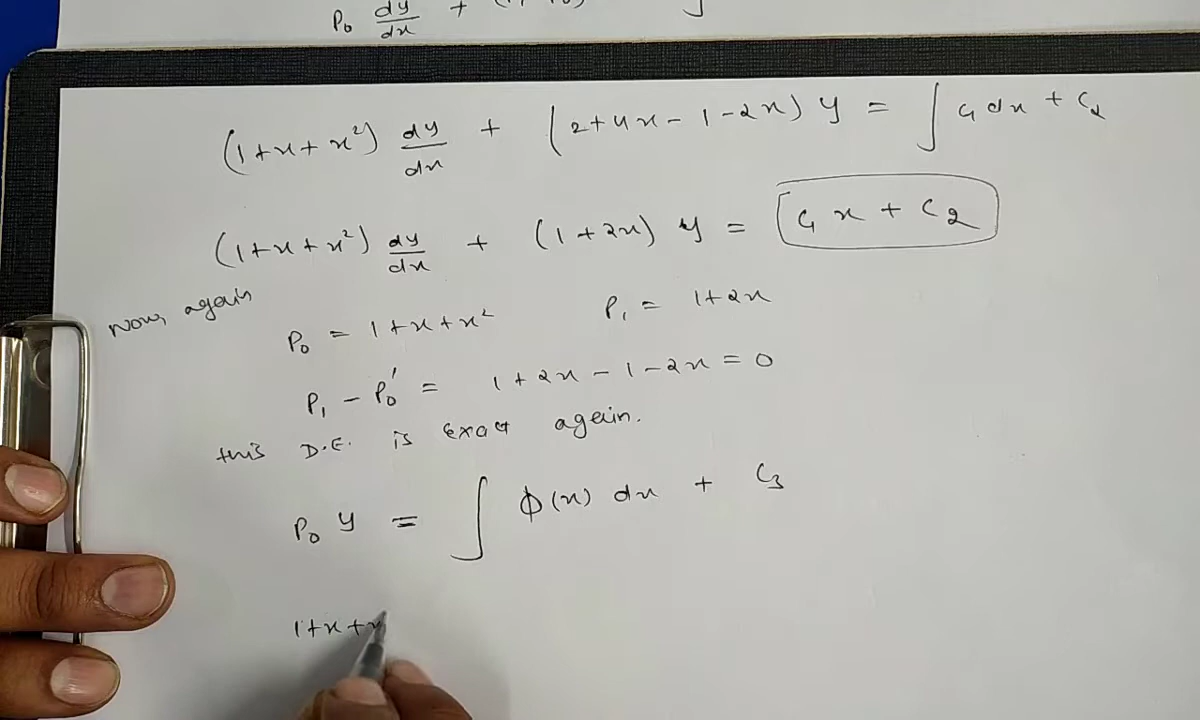 P₀ dy/dx +
(1+x+x²) dy/dx + (2+4x-1-2x) y = ∫ C₁ dx + C₂
(1+x+x²) dy/dx + (1+2x) y = C₁ x + C₂
Now, again
P₀ = 1+x+x² P₁ = 1+2x
P₁ - P₀' = 1+2x-1-2x = 0
this D.E. is exact again.
P₀ y = ∫ ϕ(x) dx + C₃
1+x+x